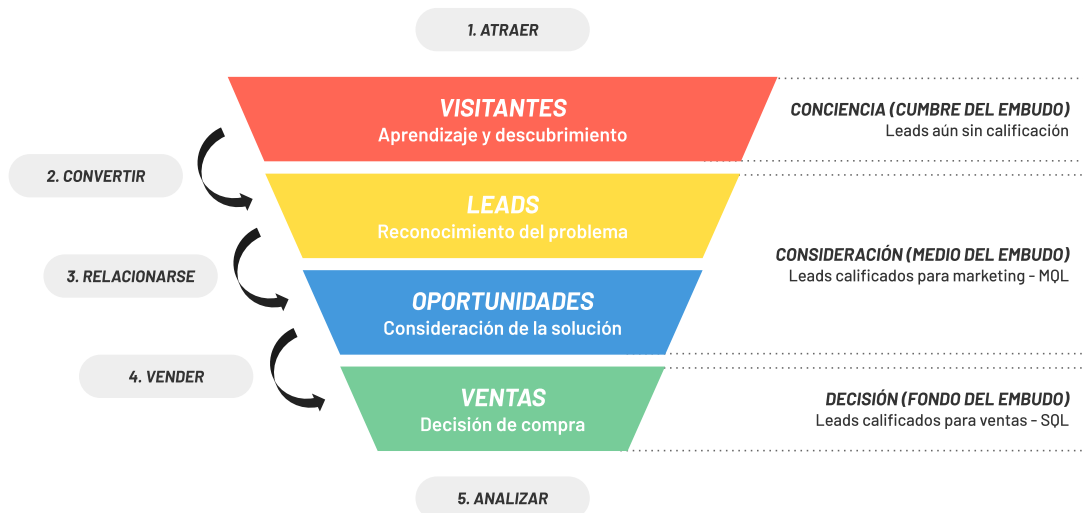 1. ATRAER
VISITANTES
Aprendizaje y descubrimiento
CONCIENCIA (CUMBRE DEL EMBUDO)
Leads aún sin calificación
2. CONVERTIR
LEADS
Reconocimiento del problema
CONSIDERACIÓN (MEDIO DEL EMBUDO)
Leads calificados para marketing - MQL
3. RELACIONARSE
OPORTUNIDADES
Consideración de la solución
4. VENDER
VENTAS
Decisión de compra
DECISIÓN (FONDO DEL EMBUDO)
Leads calificados para ventas - SQL
5. ANALIZAR